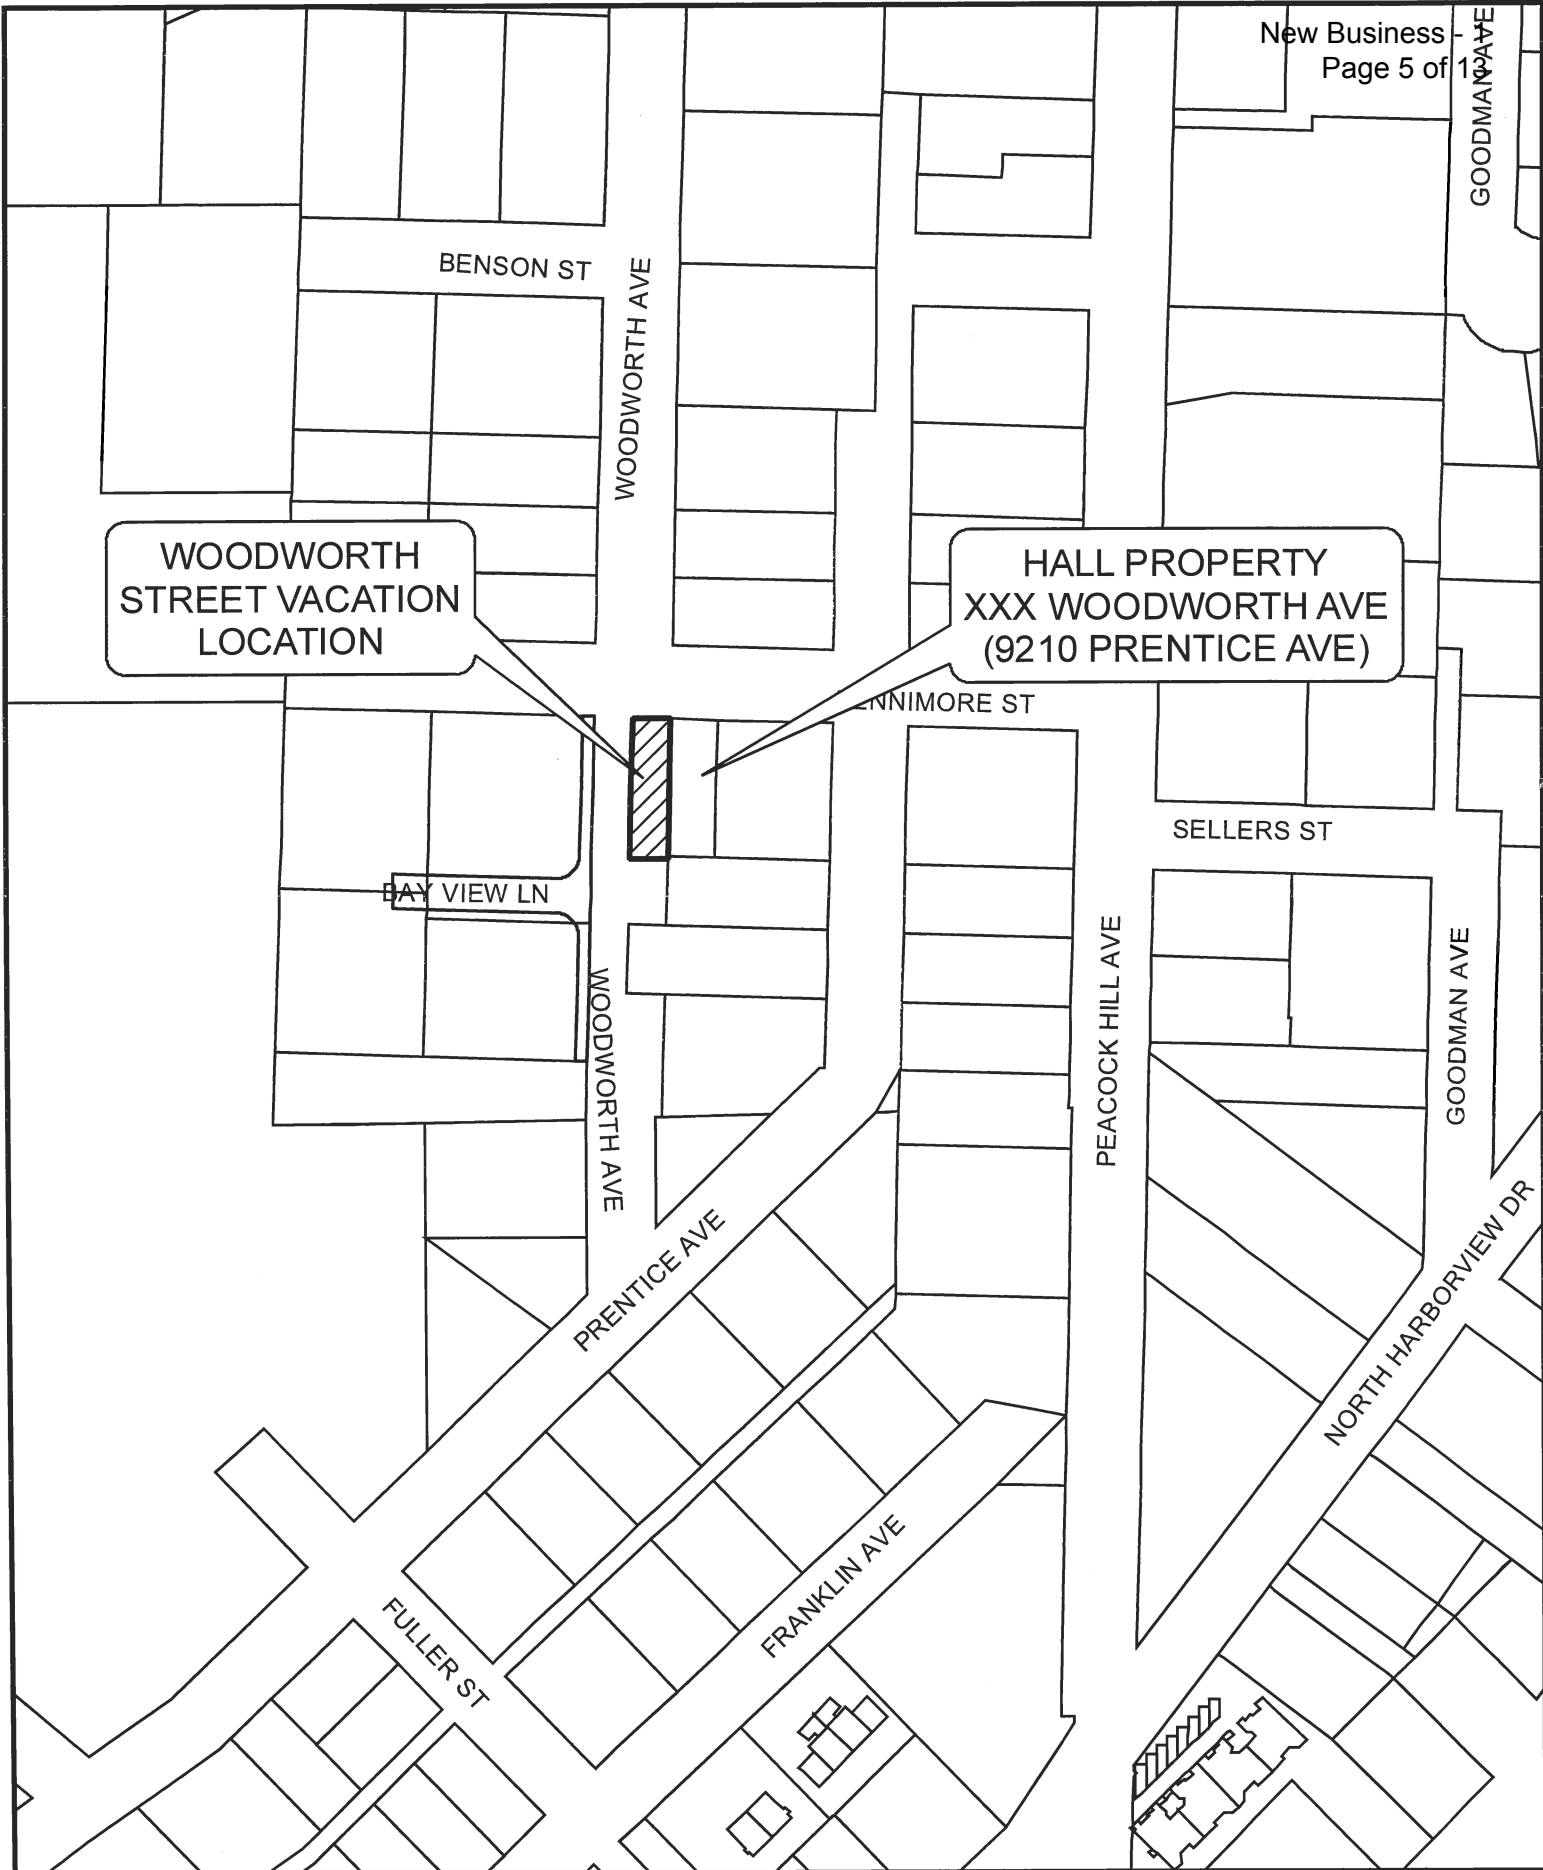 New Business - 1
Page 5 of 13
GOODMAN AVE
BENSON ST
WOODWORTH AVE
WOODWORTH
STREET VACATION
LOCATION
HALL PROPERTY
XXX WOODWORTH AVE
(9210 PRENTICE AVE)
ENNIMORE ST
SELLERS ST
BAY VIEW LN
WOODWORTH AVE
PEACOCK HILL AVE
GOODMAN AVE
PRENTICE AVE
NORTH HARBORVIEW DR
FRANKLIN AVE
FULLER ST